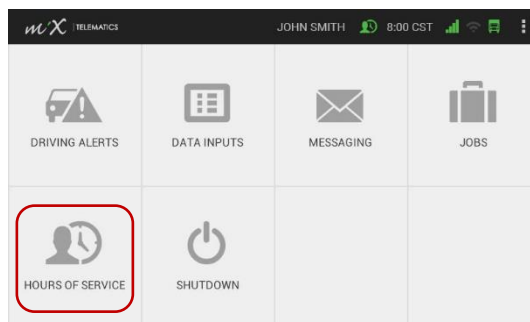 mix TELEMATICS JOHN SMITH 8:00 CST
DRIVING ALERTS DATA INPUTS MESSAGING JOBS
HOURS OF SERVICE SHUTDOWN